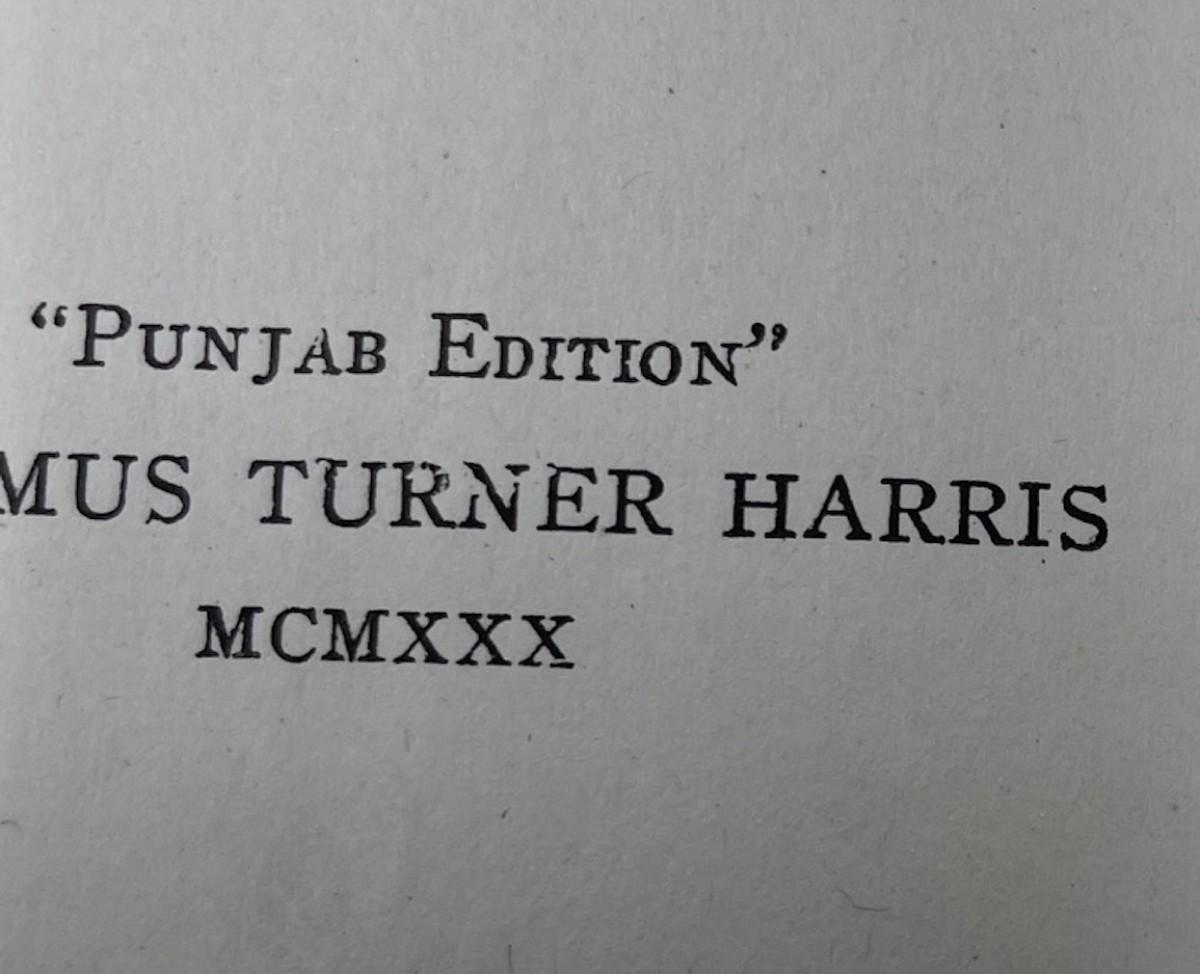 “Punjab Edition”
MUS TURNER HARRIS
MCMXXX